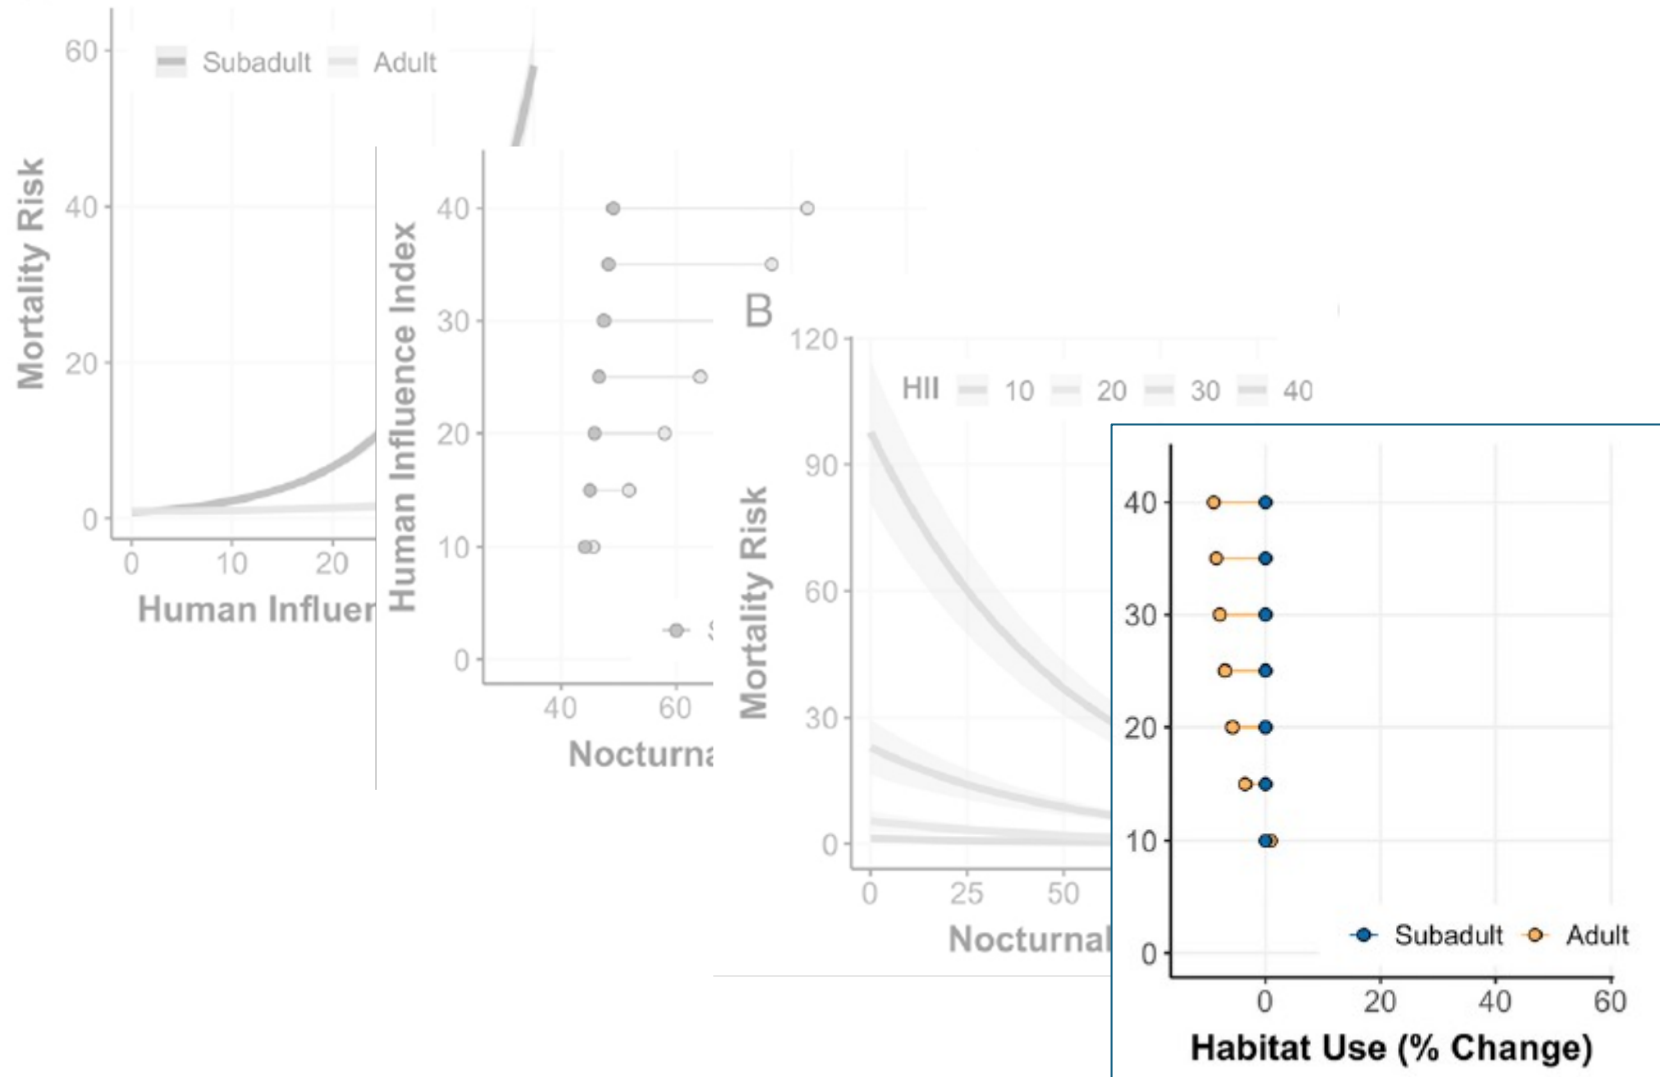 60
Subadult Adult
40
20
0
Mortality Risk
0 10 20
Human Influen
40
30
20
10
0
Human Influence Index
40 60
Nocturna
B
120
HII 10 20 30 40
90
60
30
0
Mortality Risk
0 25 50
Nocturnal
40
30
20
10
0
Subadult Adult
0 20 40 60
Habitat Use (% Change)